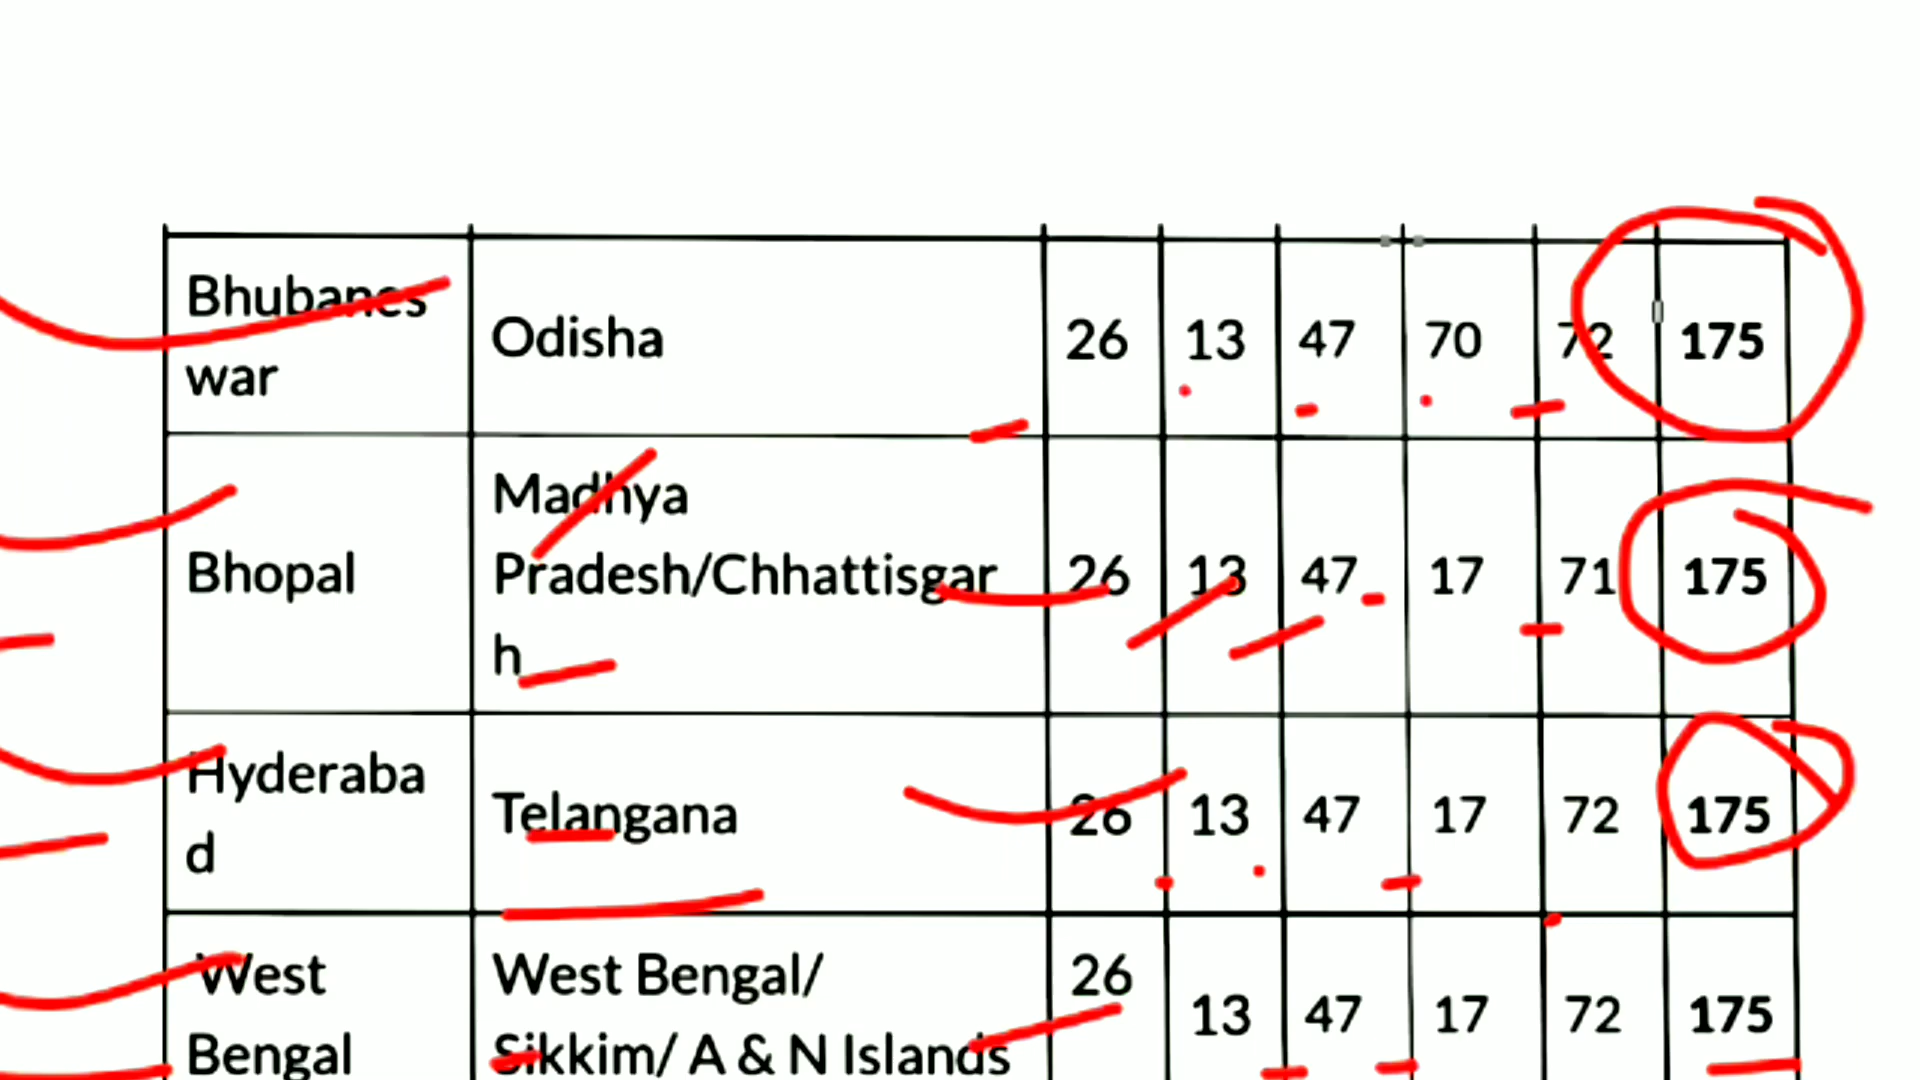 Bhubanes
war
Odisha
26 13 47 70 72 175
Bhopal
Madhya
Pradesh/Chhattisgar
h
26 13 47 17 71 175
Hyderaba
d
Telangana
26 13 47 17 72 175
West
Bengal
West Bengal/
Sikkim/ A & N Islands
26 13 47 17 72 175